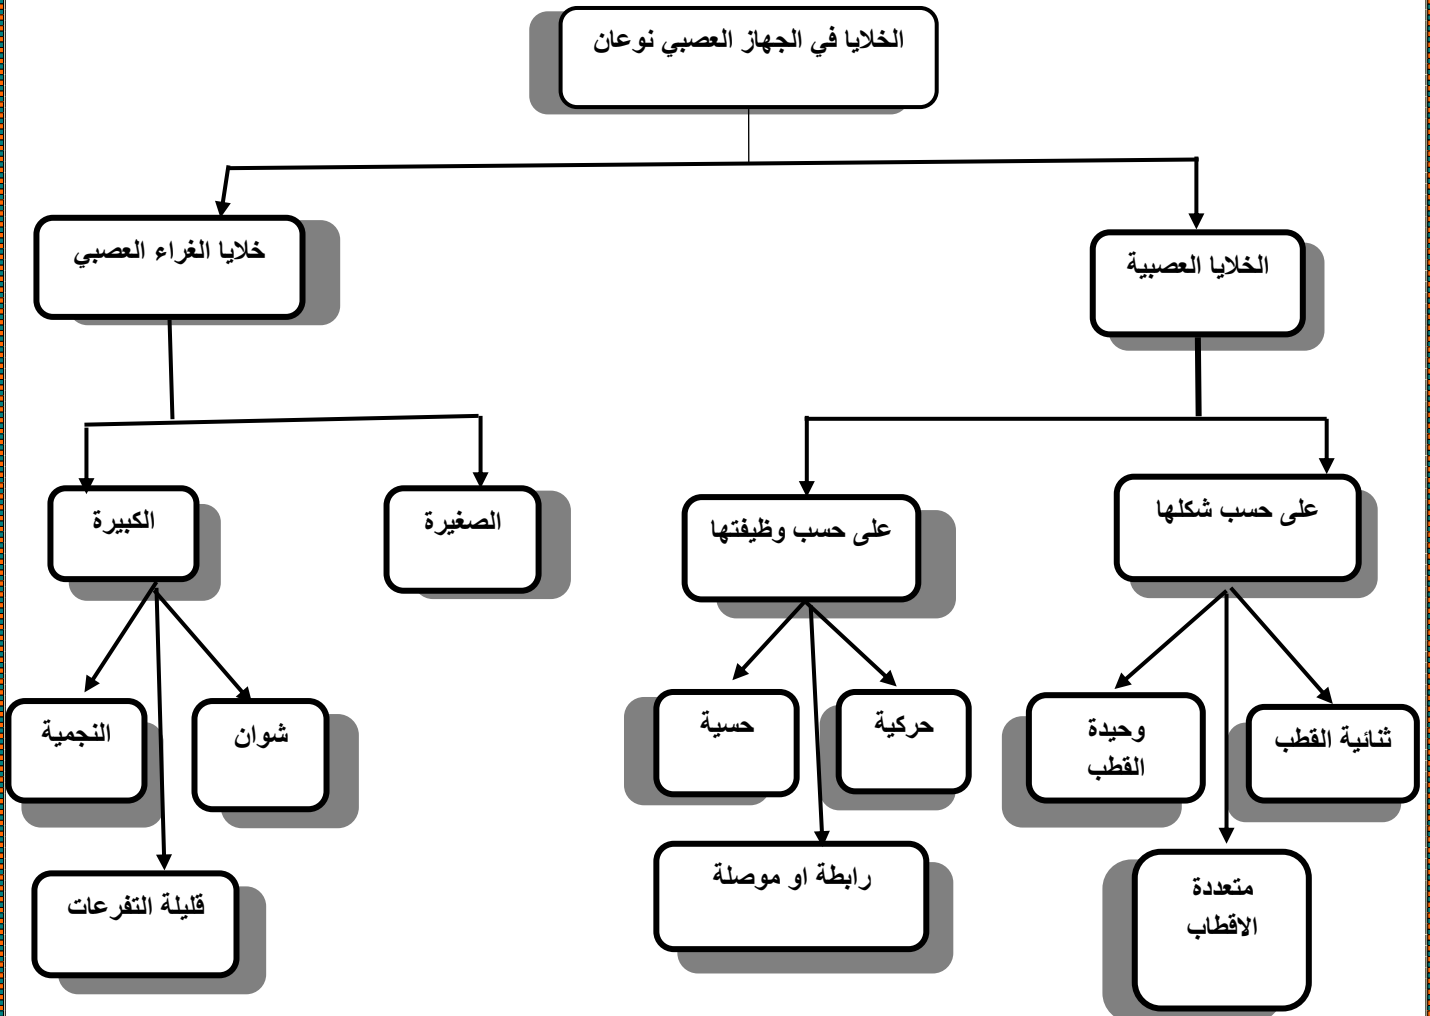 الخلايا في الجهاز العصبي نوعان
الخلايا العصبية
خلايا الغراء العصبي
على حسب شكلها
على حسب وظيفتها
الصغيرة
الكبيرة
ثنائية القطب
وحيدة
القطب
متعددة
الاقطاب
حركية
حسية
رابطة او موصلة
شوان
النجمية
قليلة التفرعات